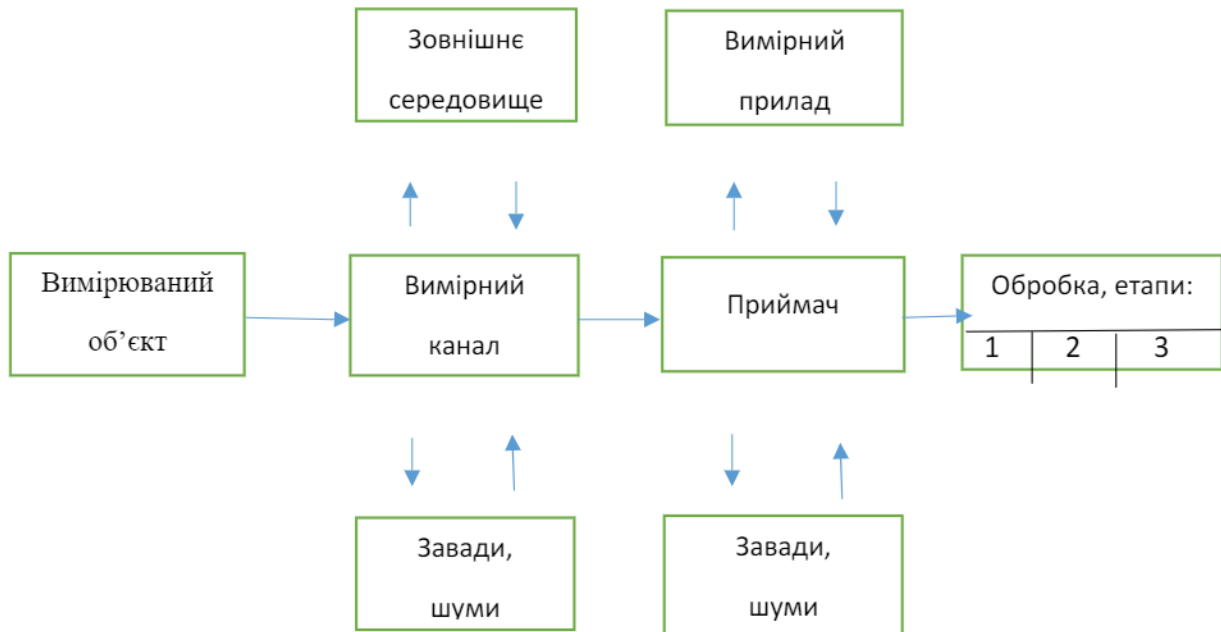 Зовнішнє
середовище
Вимірний
прилад
Вимірюваний
об’єкт
Вимірний
канал
Приймач
Обробка, етапи:
1 2 3
Завади,
шуми
Завади,
шуми